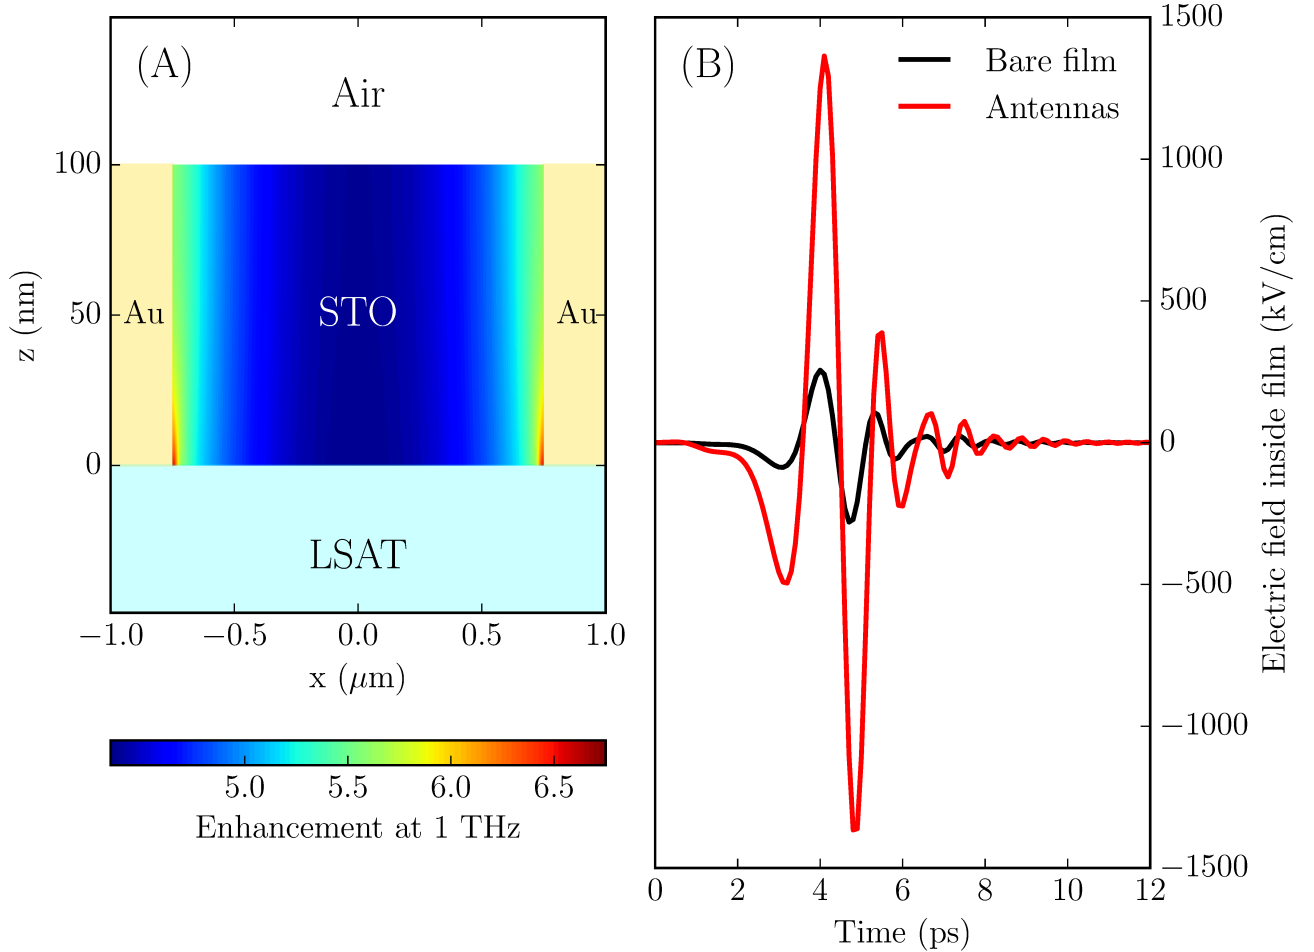 (A)
Air
100
50
0
z (nm)
Au
STO
Au
LSAT
−1.0 −0.5 0.0 0.5 1.0
x (μm)
5.0 5.5 6.0 6.5
Enhancement at 1 THz
(B)
Bare film
Antennas
1500
1000
500
0
−500
−1000
−1500
Electric field inside film (kV/cm)
0 2 4 6 8 10 12
Time (ps)